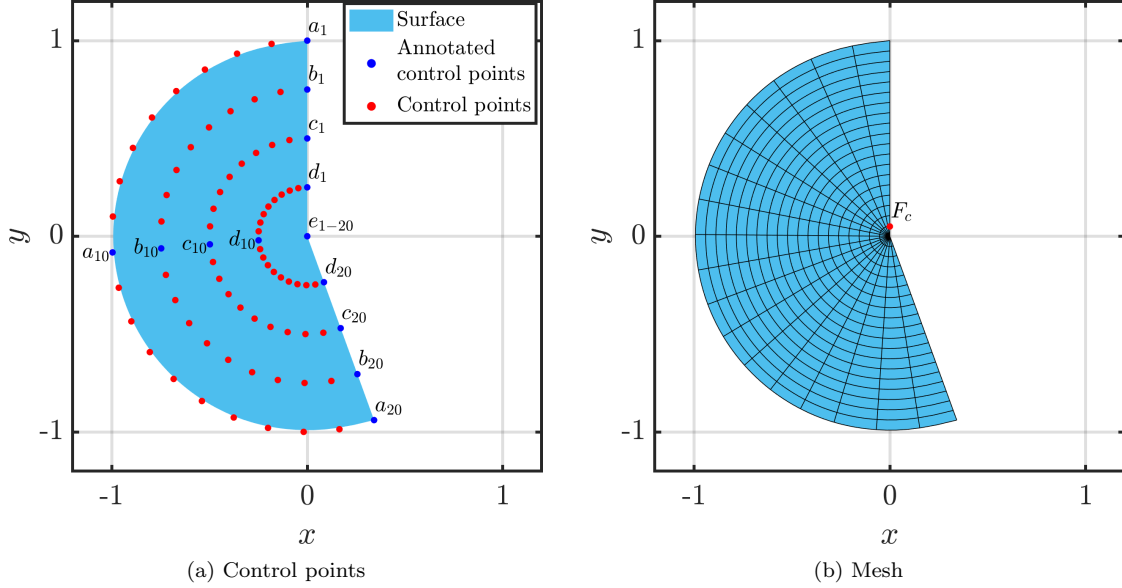 Surface
Annotated
control points
Control points
a₁
b₁
c₁
d₁
e₁₋₂₀
a₁₀
b₁₀
c₁₀
d₁₀
d₂₀
c₂₀
b₂₀
a₂₀
1
0
-1
y
-1
0
1
x
(a) Control points
F_c
1
0
-1
y
-1
0
1
x
(b) Mesh